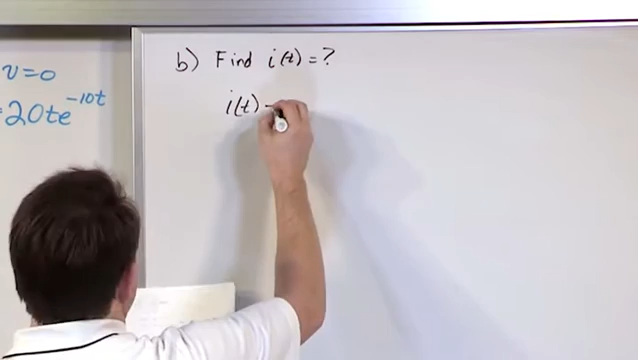 v=0
=20te^{-10t}
b) Find i(t)=?
i(t)